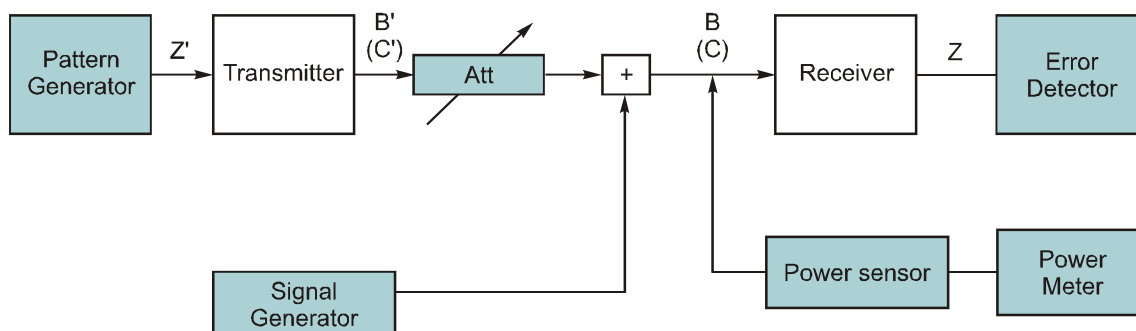 Pattern
Generator
Z'
Transmitter
B'
(C')
Att
+
B
(C)
Receiver
Z
Error
Detector
Signal
Generator
Power sensor
Power
Meter